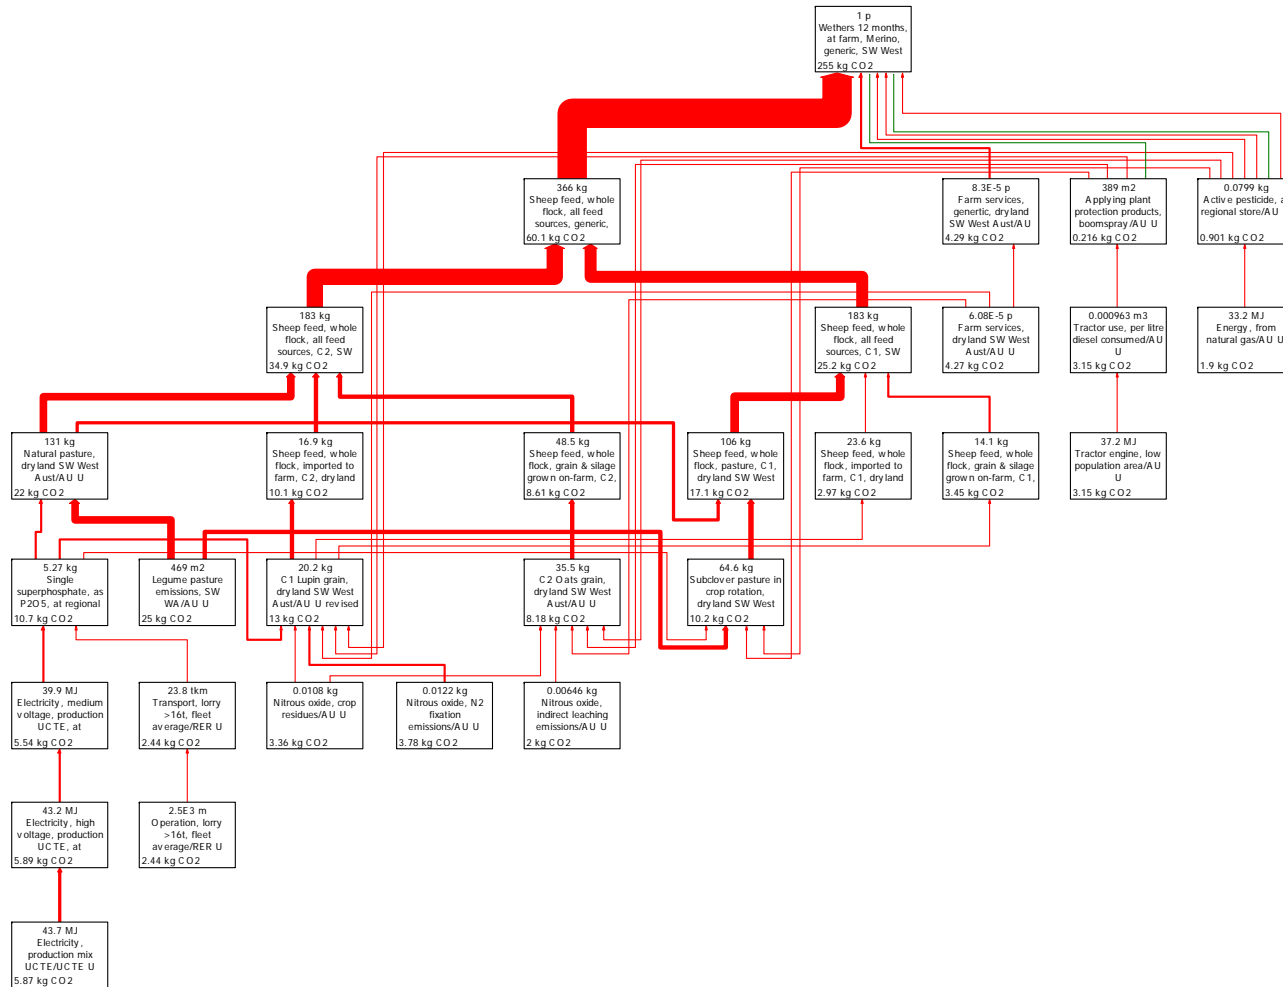 1 p
Wethers 12 months,
at farm, Merino,
generic, SW West
255 kg CO2
366 kg
Sheep feed, whole
flock, all feed
sources, generic,
60.1 kg CO2
8.3E-5 p
Farm services,
genertic, dryland
SW West Aust/AU
4.29 kg CO2
389 m2
Applying plant
protection products,
boomspray/AU U
0.216 kg CO2
0.0799 kg
Active pesticide, a
regional store/AU
0.901 kg CO2
183 kg
Sheep feed, whole
flock, all feed
sources, C2, SW
34.9 kg CO2
183 kg
Sheep feed, whole
flock, all feed
sources, C1, SW
25.2 kg CO2
6.08E-5 p
Farm services,
dryland SW West
Aust/AU U
4.27 kg CO2
0.000963 m3
Tractor use, per litre
diesel consumed/AU
U
3.15 kg CO2
33.2 MJ
Energy, from
natural gas/AU U
1.9 kg CO2
131 kg
Natural pasture,
dryland SW West
Aust/AU U
22 kg CO2
16.9 kg
Sheep feed, whole
flock, imported to
farm, C2, dryland
10.1 kg CO2
48.5 kg
Sheep feed, whole
flock, grain & silage
grown on-farm, C2,
8.61 kg CO2
106 kg
Sheep feed, whole
flock, pasture, C1,
dryland SW West
17.1 kg CO2
23.6 kg
Sheep feed, whole
flock, imported to
farm, C1, dryland
2.97 kg CO2
14.1 kg
Sheep feed, whole
flock, grain & silage
grown on-farm, C1,
3.45 kg CO2
37.2 MJ
Tractor engine, low
population area/AU
U
3.15 kg CO2
5.27 kg
Single
superphosphate, as
P2O5, at regional
10.7 kg CO2
469 m2
Legume pasture
emissions, SW
WA/AU U
25 kg CO2
20.2 kg
C1 Lupin grain,
dryland SW West
Aust/AU U revised
13 kg CO2
35.5 kg
C2 Oats grain,
dryland SW West
Aust/AU U
8.18 kg CO2
64.6 kg
Subclover pasture in
crop rotation,
dryland SW West
10.2 kg CO2
39.9 MJ
Electricity, medium
voltage, production
UCTE, at
5.54 kg CO2
23.8 tkm
Transport, lorry
>16t, fleet
average/RER U
2.44 kg CO2
0.0108 kg
Nitrous oxide, crop
residues/AU U
3.36 kg CO2
0.0122 kg
Nitrous oxide, N2
fixation
emissions/AU U
3.78 kg CO2
0.00646 kg
Nitrous oxide,
indirect leaching
emissions/AU U
2 kg CO2
43.2 MJ
Electricity, high
voltage, production
UCTE, at
5.89 kg CO2
2.5E3 m
Operation, lorry
>16t, fleet
average/RER U
2.44 kg CO2
43.7 MJ
Electricity,
production mix
UCTE/UCTE U
5.87 kg CO2